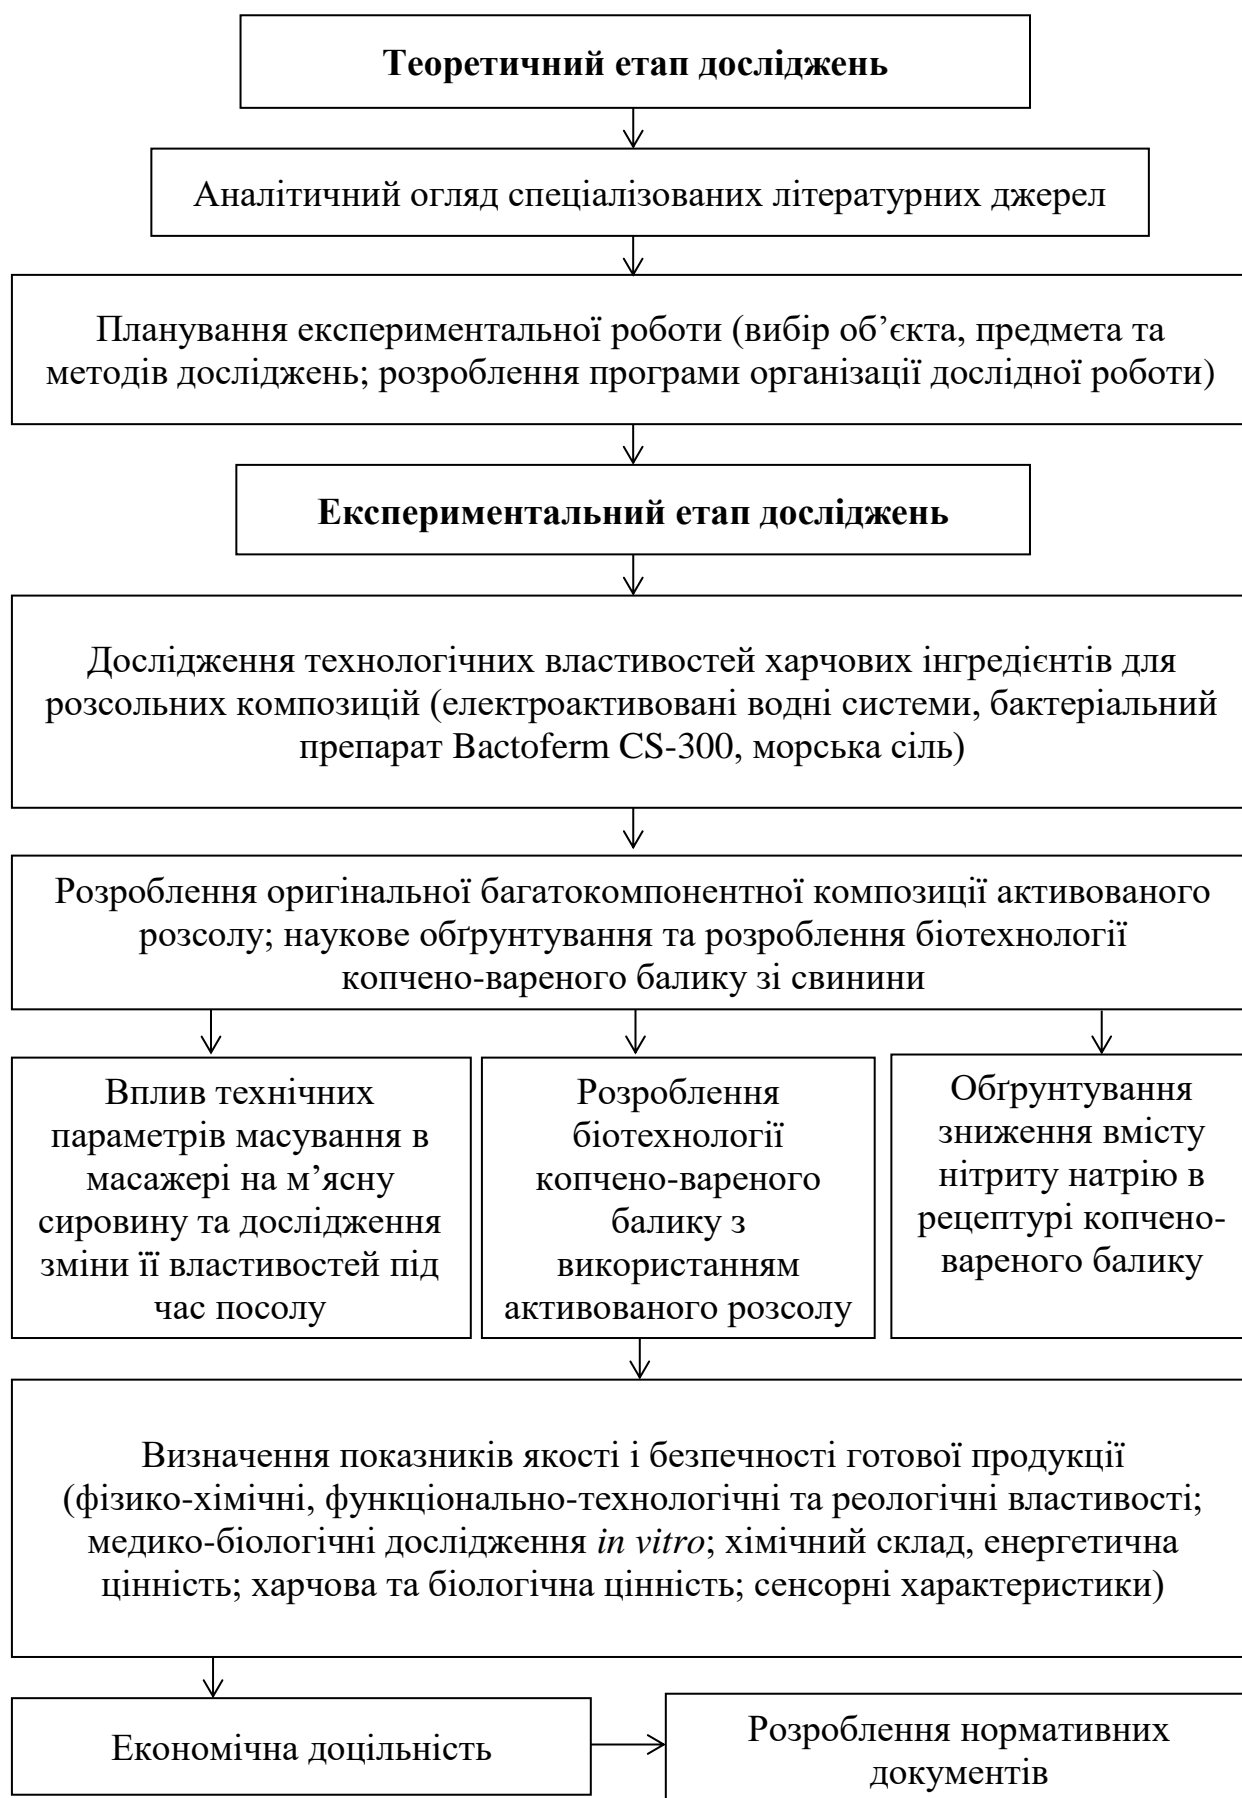 Теоретичний етап досліджень
Аналітичний огляд спеціалізованих літературних джерел
Планування експериментальної роботи (вибір об’єкта, предмета та
методів досліджень; розроблення програми організації дослідної роботи)
Експериментальний етап досліджень
Дослідження технологічних властивостей харчових інгредієнтів для
розсольних композицій (електроактивовані водні системи, бактеріальний
препарат Bactoferm CS-300, морська сіль)
Розроблення оригінальної багатокомпонентної композиції активованого
розсолу; наукове обґрунтування та розроблення біотехнології
копчено-вареного балику зі свинини
Вплив технічних
параметрів масування в
масажері на м’ясну
сировину та дослідження
зміни її властивостей під
час посолу
Розроблення
біотехнології
копчено-вареного
балику з
використанням
активованого розсолу
Обґрунтування
зниження вмісту
нітриту натрію в
рецептурі копчено-
вареного балику
Визначення показників якості і безпечності готової продукції
(фізико-хімічні, функціонально-технологічні та реологічні властивості;
медико-біологічні дослідження in vitro; хімічний склад, енергетична
цінність; харчова та біологічна цінність; сенсорні характеристики)
Економічна доцільність
Розроблення нормативних
документів